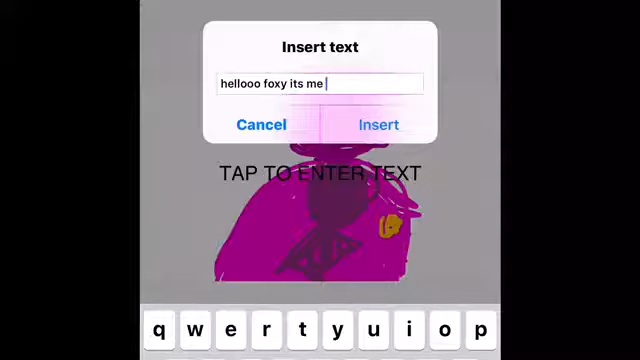 Insert text
hellooo foxy its me
Cancel Insert
TAP TO ENTER TEXT
q w e r t y u i o p